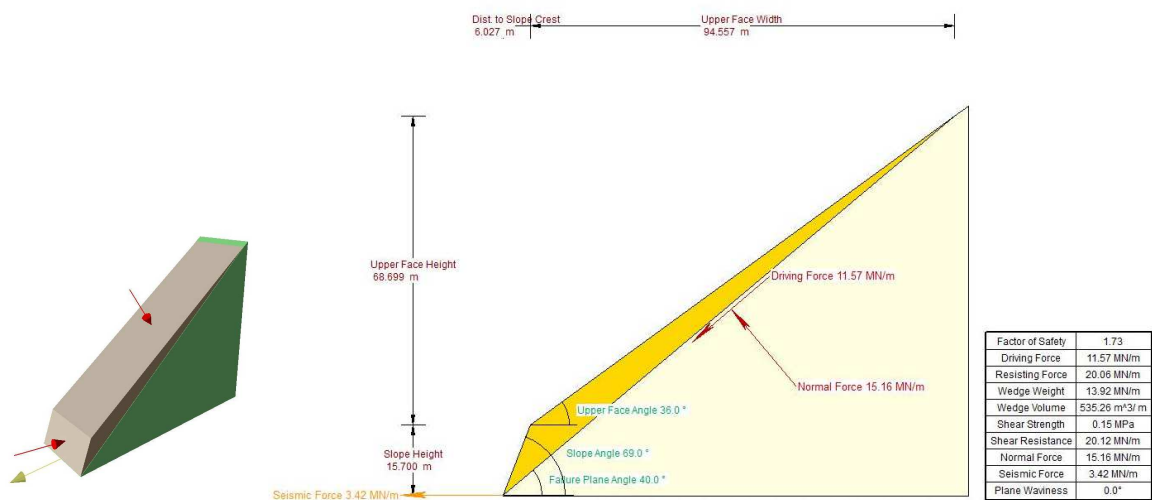 Dist. to Slope Crest
6.027 m
Upper Face Width
94.557 m
Upper Face Height
68.699 m
Driving Force 11.57 MN/m
Normal Force 15.16 MN/m
Upper Face Angle 36.0 °
Slope Height
15.700 m
Slope Angle 69.0 °
Failure Plane Angle 40.0 °
Seismic Force 3.42 MN/m
Factor of Safety 1.73
Driving Force 11.57 MN/m
Resisting Force 20.06 MN/m
Wedge Weight 13.92 MN/m
Wedge Volume 535.26 m^3/ m
Shear Strength 0.15 MPa
Shear Resistance 20.12 MN/m
Normal Force 15.16 MN/m
Seismic Force 3.42 MN/m
Plane Waviness 0.0°